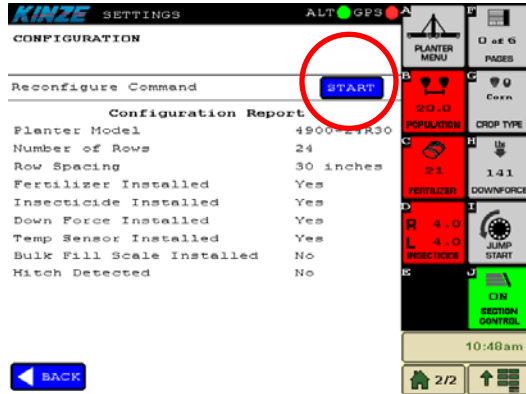 KINZE SETTINGS ALT GPS
CONFIGURATION
Reconfigure Command START
Configuration Report
Planter Model 4900-24R30
Number of Rows 24
Row Spacing 30 inches
Fertilizer Installed Yes
Insecticide Installed Yes
Down Force Installed Yes
Temp Sensor Installed Yes
Bulk Fill Scale Installed No
Hitch Detected No
BACK
A
PLANTER
MENU
F
0 of 6
PAGES
B
20.0
POPULATION
G
Corn
CROP TYPE
C
21
FERTILIZER
H
Lbs
141
DOWNFORCE
D
R 4.0
L 4.0
INSECTICIDE
I
JUMP
START
E
J
ON
SECTION
CONTROL
10:48am
2/2